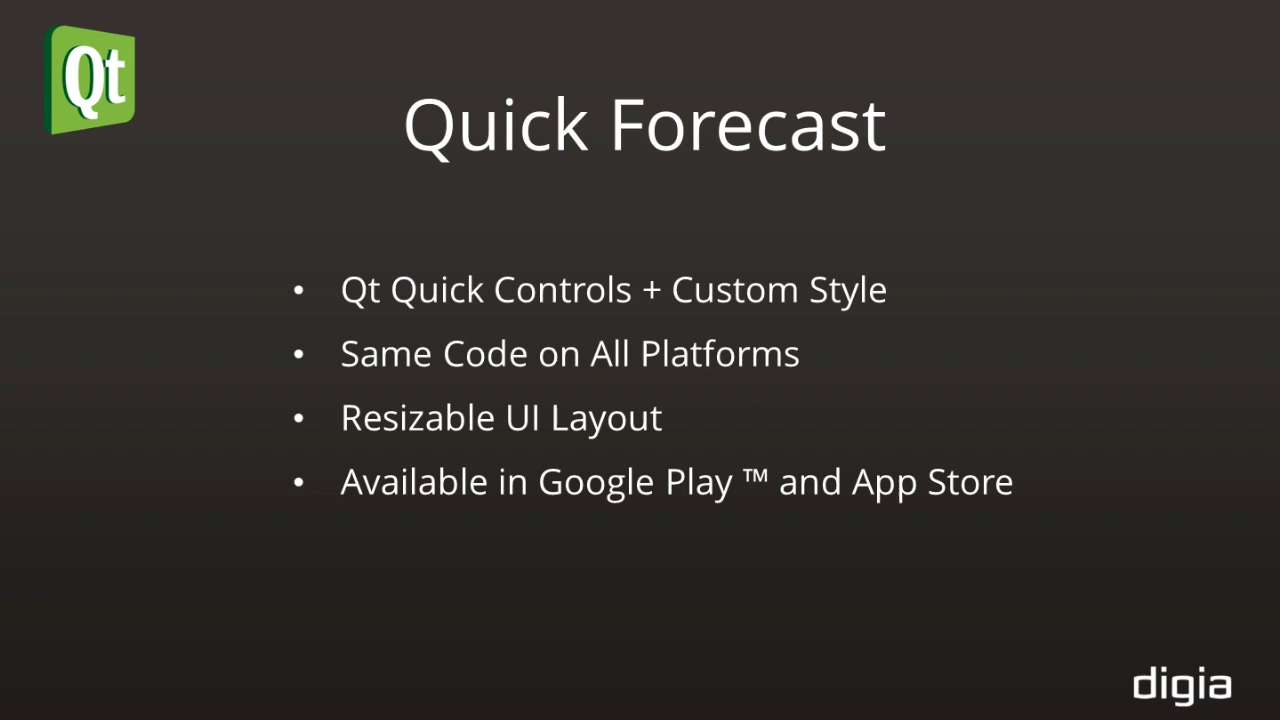 Qt
Quick Forecast
• Qt Quick Controls + Custom Style
• Same Code on All Platforms
• Resizable UI Layout
• Available in Google Play ™ and App Store
digia